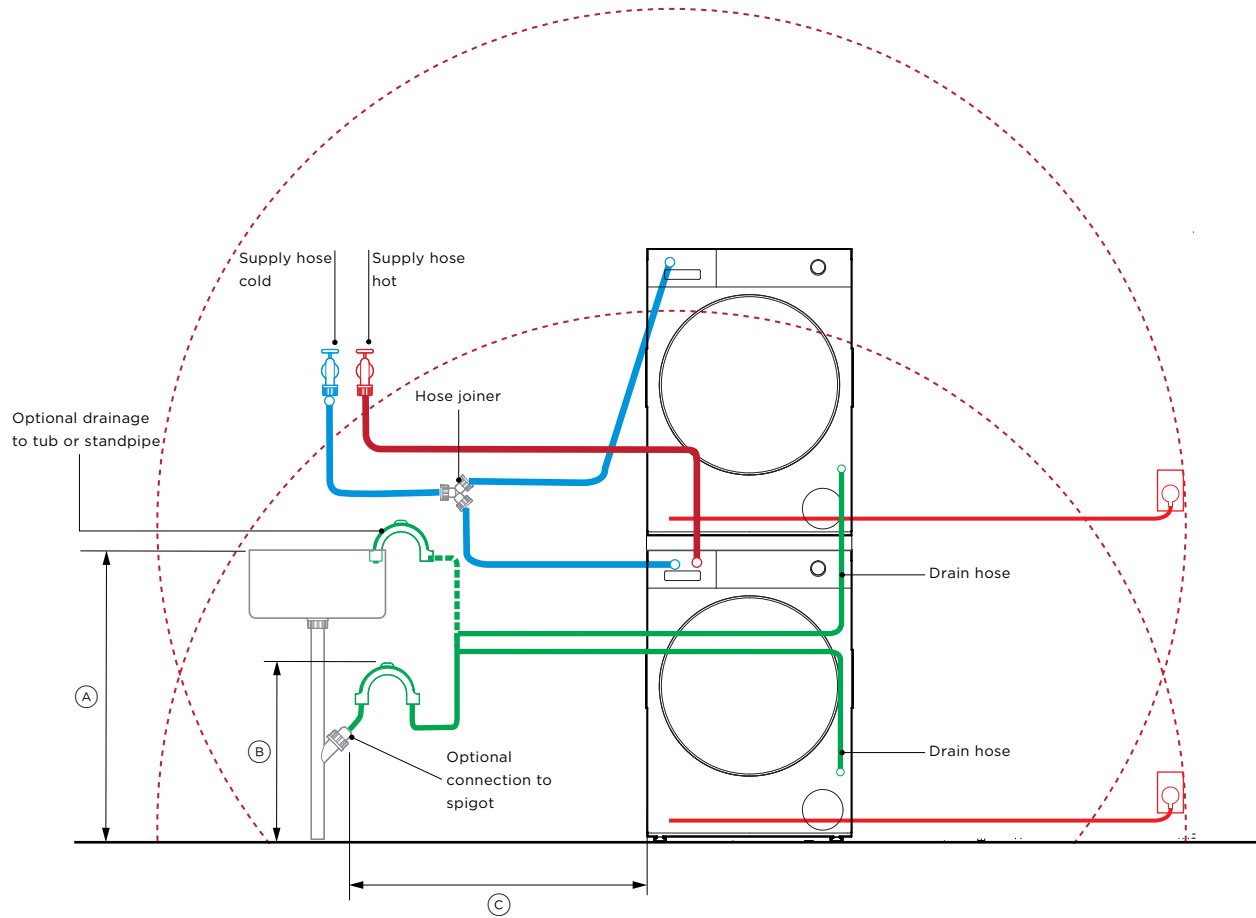 Supply hose
cold
Supply hose
hot
Hose joiner
Optional drainage
to tub or standpipe
Drain hose
A
B
Optional
connection to
spigot
Drain hose
C